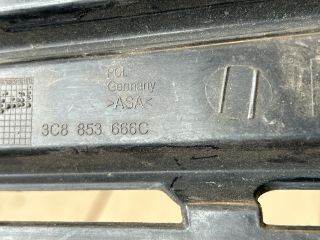 PCL
Germany
>ASA<
3C8 853 666C